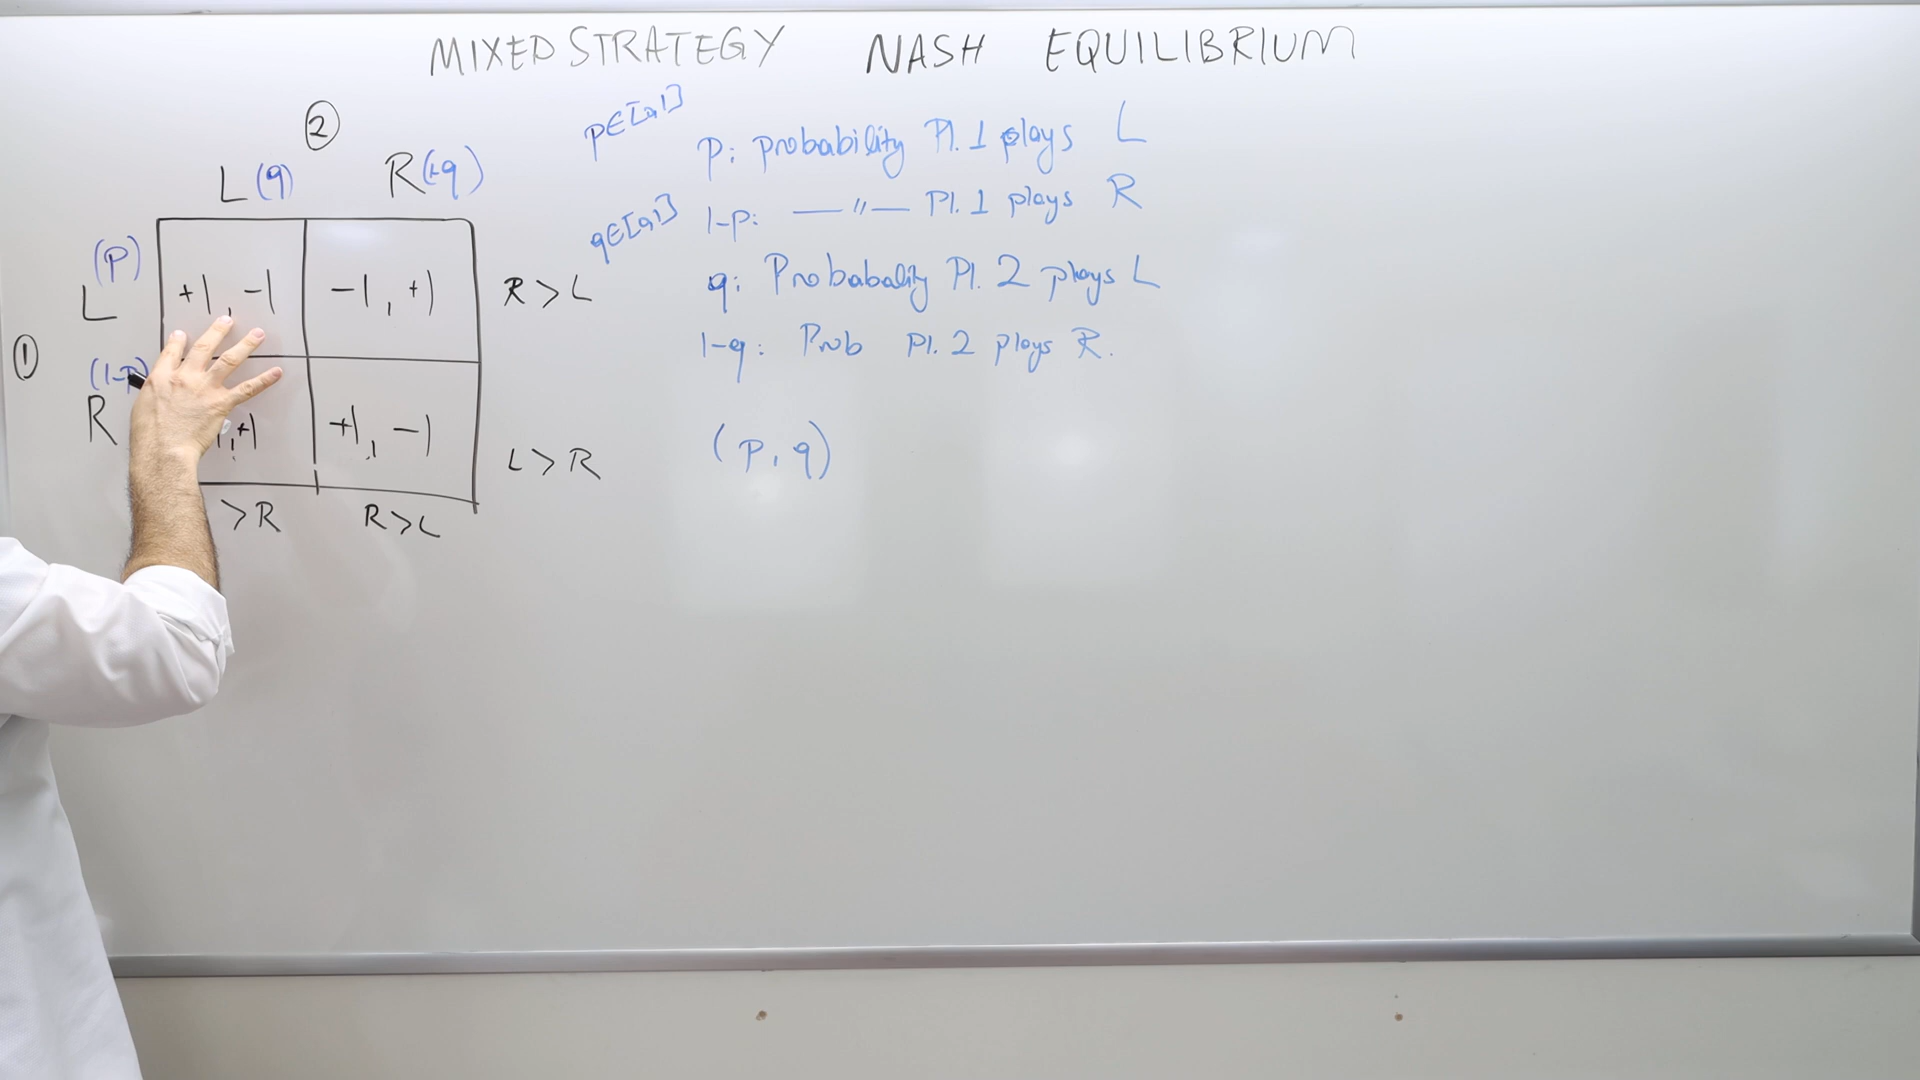 MIXED STRATEGY NASH EQUILIBRIUM
②
L (q) R (1-q)
(p)
L +1, -1 -1, +1 R > L
①
(1-p)
R , +1 +1, -1 L > R
> R R > L
p∈[0,1]
p: probability Pl. 1 plays L
1-p: —"— Pl. 1 plays R
q∈[0,1]
q: Probabality Pl. 2 plays L
1-q: Prob Pl. 2 plays R.
(p, q)